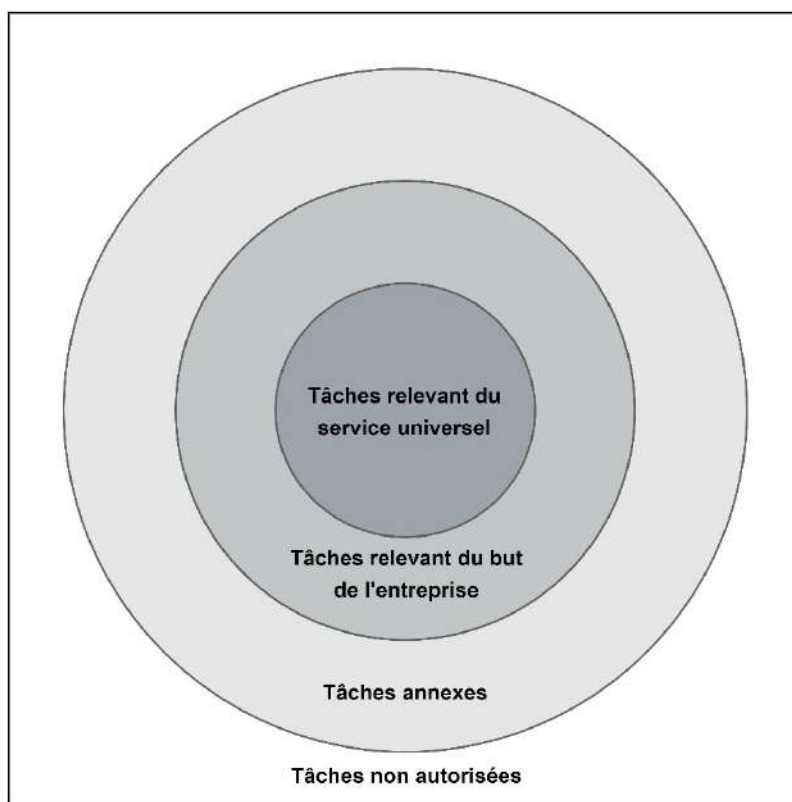 Tâches relevant du
service universel
Tâches relevant du but
de l'entreprise
Tâches annexes
Tâches non autorisées